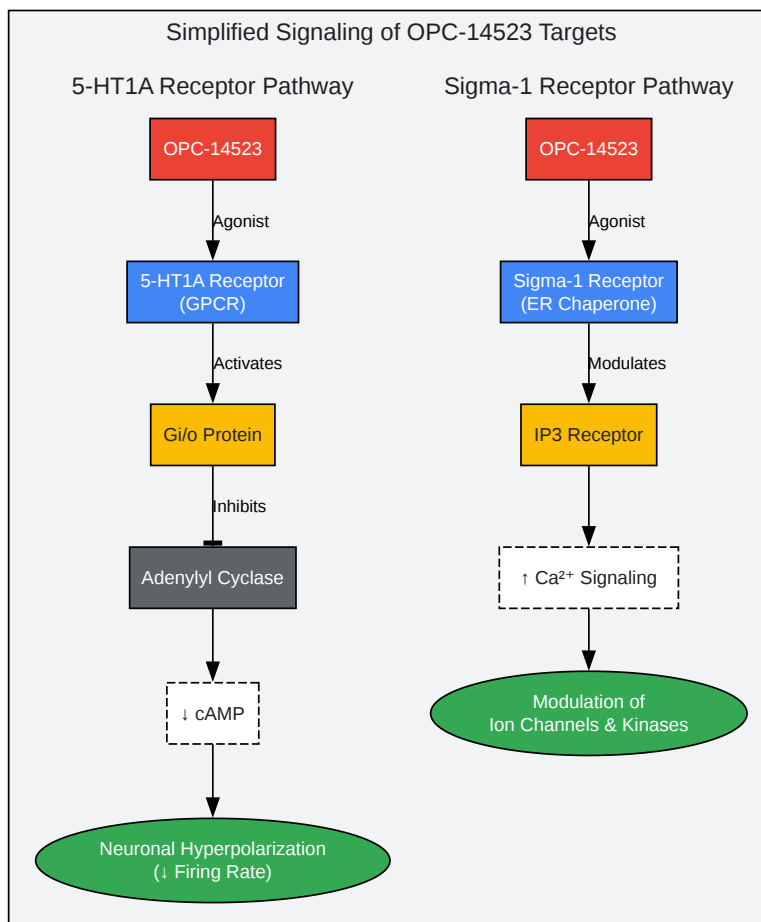 Simplified Signaling of OPC-14523 Targets
5-HT1A Receptor Pathway
OPC-14523
Agonist
5-HT1A Receptor
(GPCR)
Activates
Gi/o Protein
Inhibits
Adenylyl Cyclase
↓ cAMP
Neuronal Hyperpolarization
(↓ Firing Rate)
Sigma-1 Receptor Pathway
OPC-14523
Agonist
Sigma-1 Receptor
(ER Chaperone)
Modulates
IP3 Receptor
↑ Ca²⁺ Signaling
Modulation of
Ion Channels & Kinases